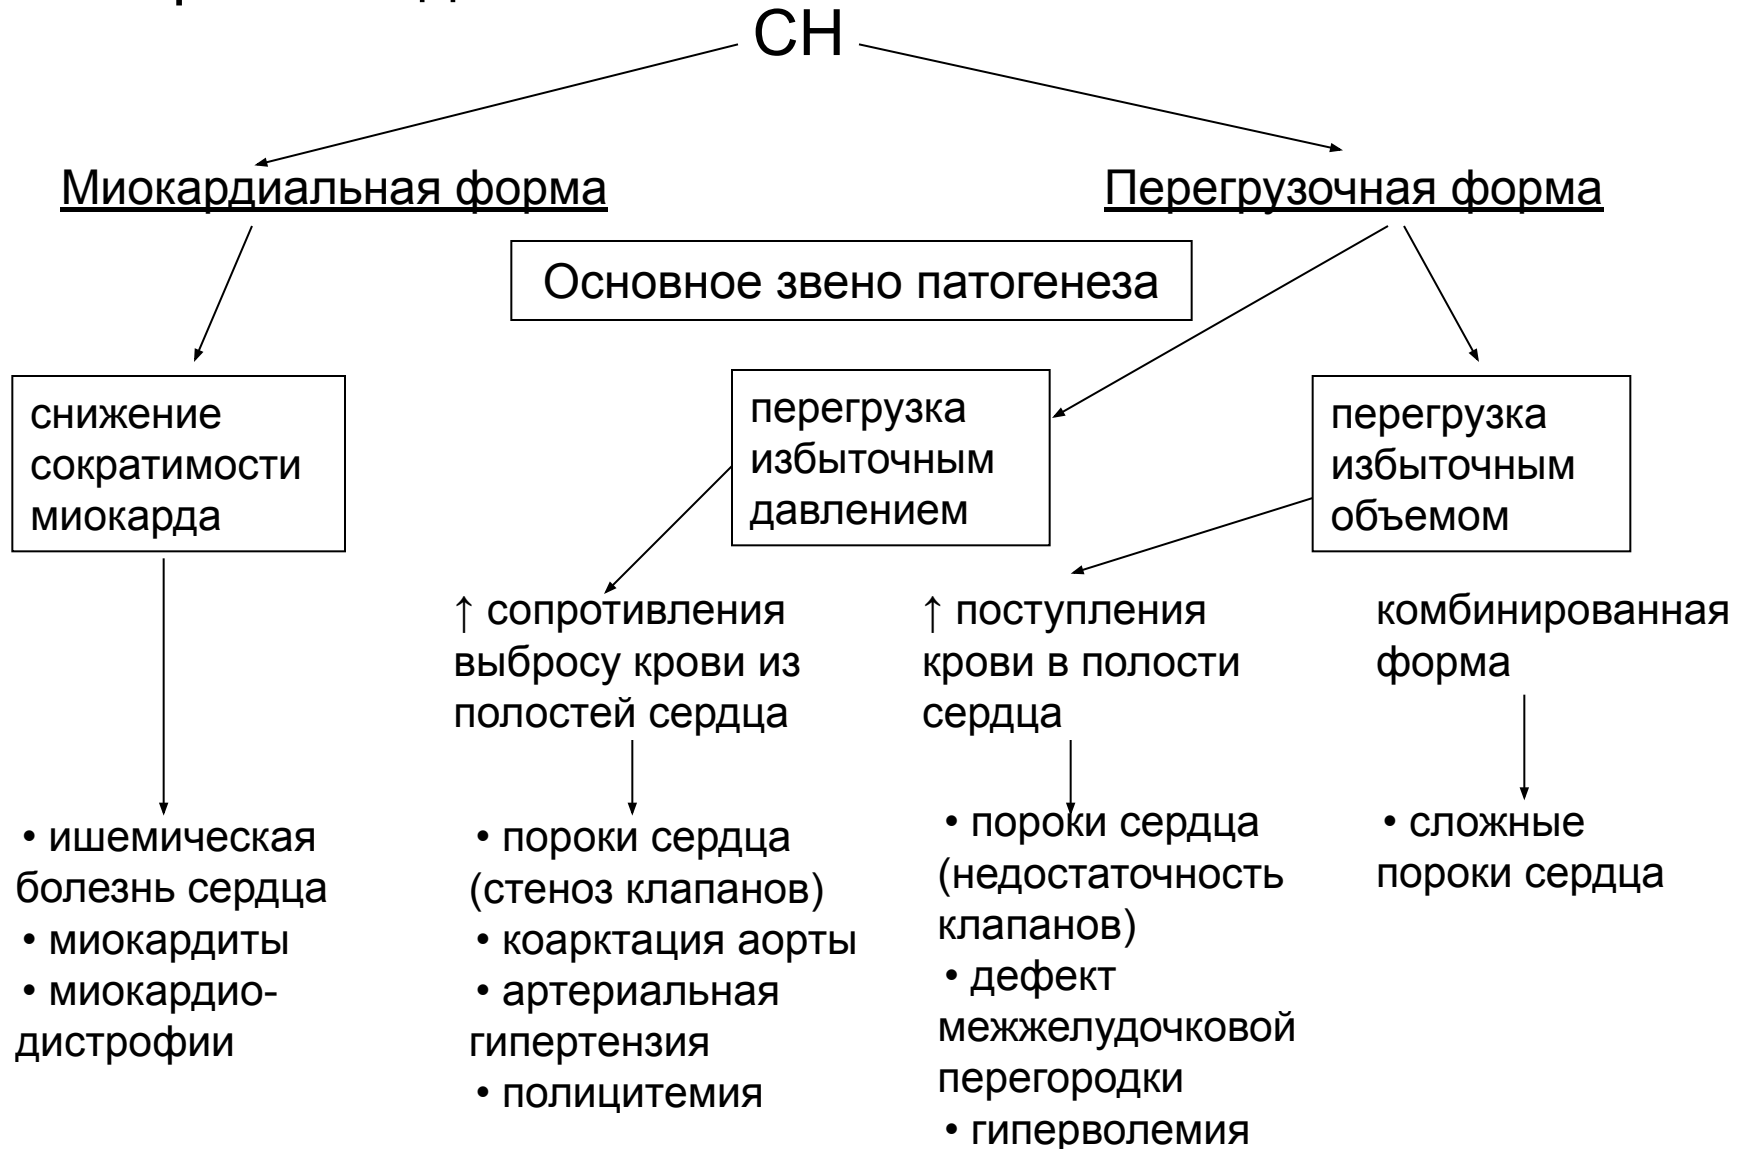 СН
Миокардиальная форма
Перегрузочная форма
Основное звено патогенеза
снижение
сократимости
миокарда
перегрузка
избыточным
давлением
перегрузка
избыточным
объемом
↑ сопротивления
выбросу крови из
полостей сердца
↑ поступления
крови в полости
сердца
комбинированная
форма
• ишемическая
болезнь сердца
• миокардиты
• миокардио-
дистрофии
• пороки сердца
(стеноз клапанов)
• коарктация аорты
• артериальная
гипертензия
• полицитемия
• пороки сердца
(недостаточность
клапанов)
• дефект
межжелудочковой
перегородки
• гиперволемия
• сложные
пороки сердца